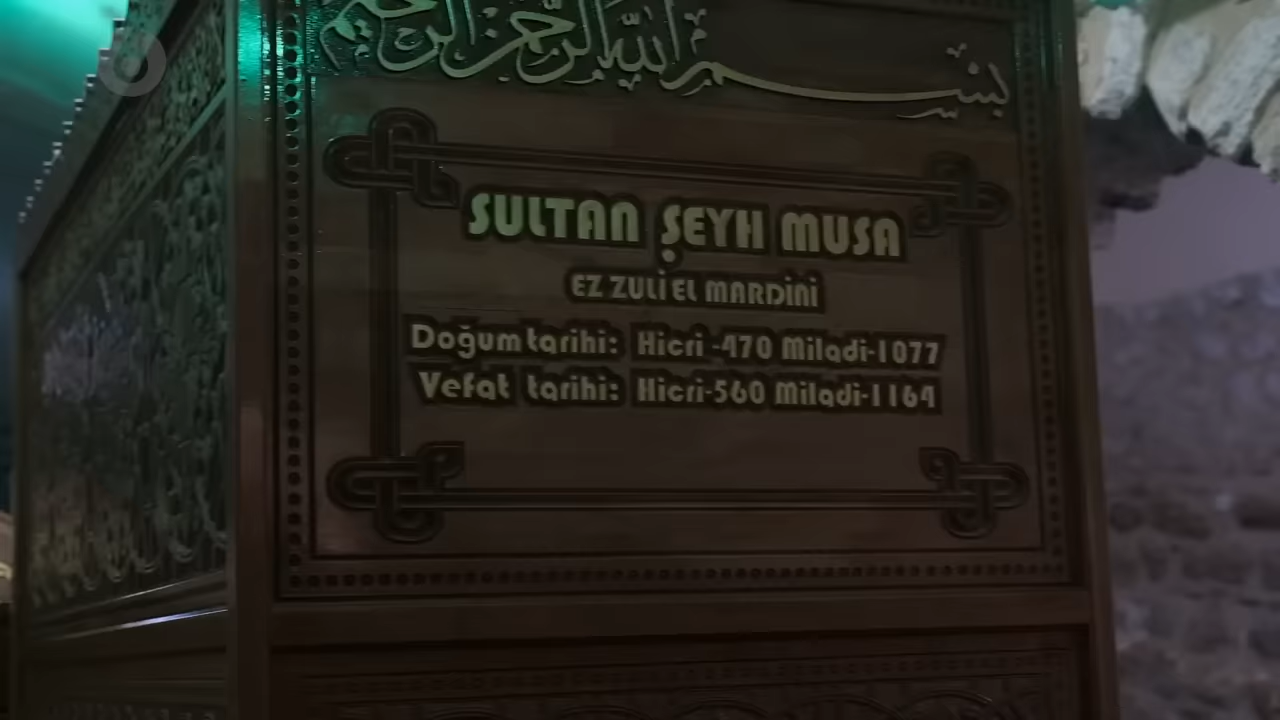 بسم الله الرحمن الرحيم
SULTAN ŞEYH MUSA
EZ ZULİ EL MARDİNİ
Doğum tarihi: Hicri -470 Miladi-1077
Vefat tarihi: Hicri-560 Miladi-1164